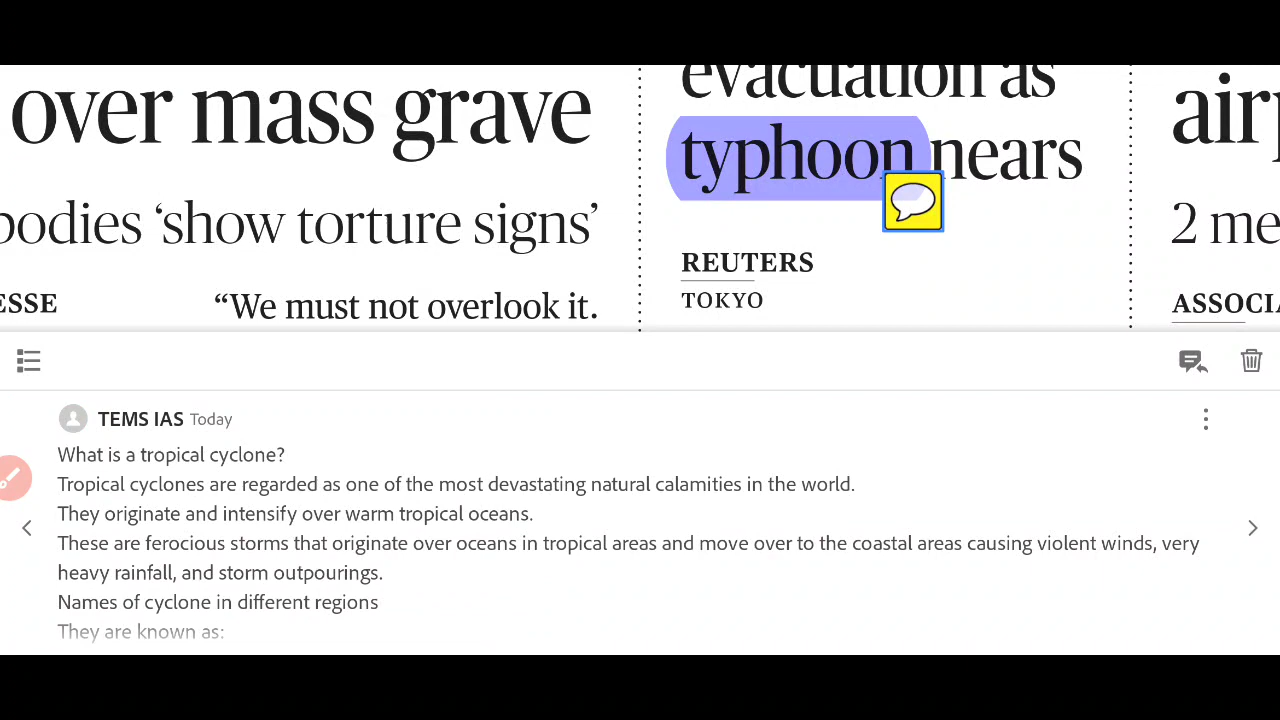 over mass grave
bodies ‘show torture signs’
ESSE
“We must not overlook it.
evacuation as
typhoon nears
REUTERS
TOKYO
air
2 me
ASSOCIA
TEMS IAS Today
What is a tropical cyclone?
Tropical cyclones are regarded as one of the most devastating natural calamities in the world.
They originate and intensify over warm tropical oceans.
These are ferocious storms that originate over oceans in tropical areas and move over to the coastal areas causing violent winds, very
heavy rainfall, and storm outpourings.
Names of cyclone in different regions
They are known as: